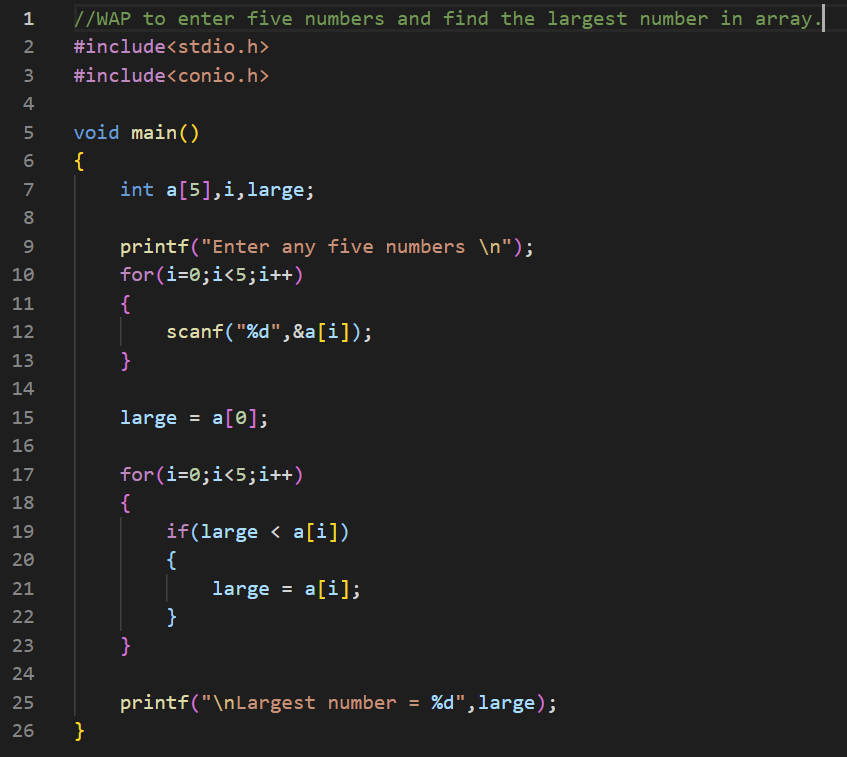 1 //WAP to enter five numbers and find the largest number in array.
2 #include<stdio.h>
3 #include<conio.h>
4
5 void main()
6 {
7     int a[5],i,large;
8
9     printf("Enter any five numbers \n");
10     for(i=0;i<5;i++)
11     {
12         scanf("%d",&a[i]);
13     }
14
15     large = a[0];
16
17     for(i=0;i<5;i++)
18     {
19         if(large < a[i])
20         {
21             large = a[i];
22         }
23     }
24
25     printf("\nLargest number = %d",large);
26 }